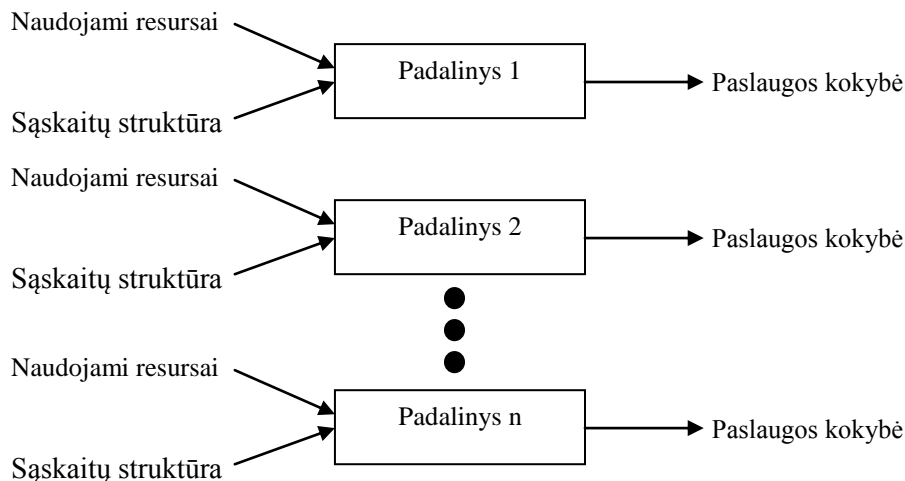 Naudojami resursai
Padalinys 1
Paslaugos kokybė
Sąskaitų struktūra
Naudojami resursai
Padalinys 2
Paslaugos kokybė
Sąskaitų struktūra
Naudojami resursai
Padalinys n
Paslaugos kokybė
Sąskaitų struktūra